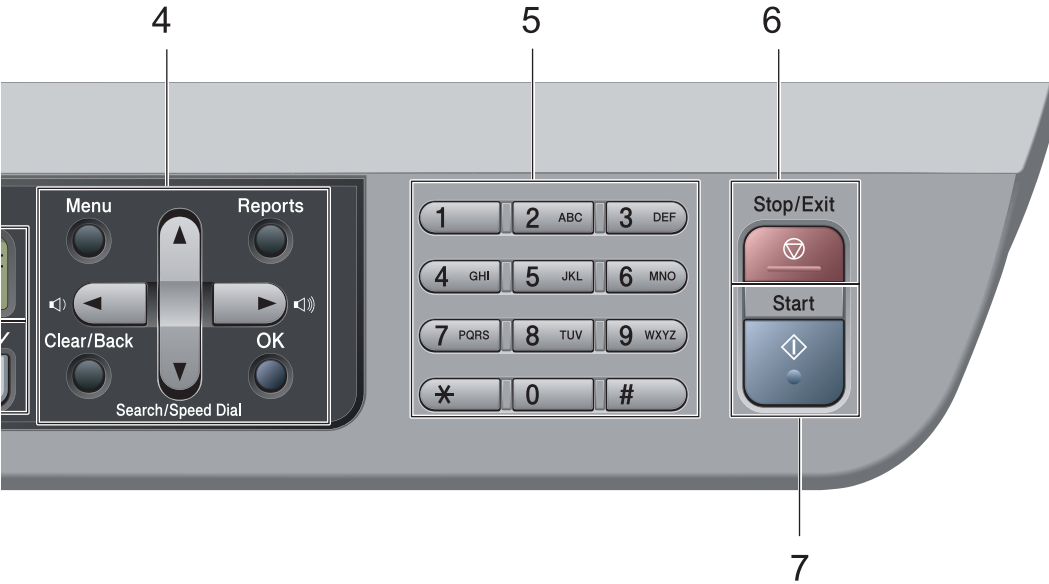 4 5 6
Menu Reports
Clear/Back OK
Search/Speed Dial
1 2 ABC 3 DEF
4 GHI 5 JKL 6 MNO
7 PQRS 8 TUV 9 WXYZ
* 0 #
Stop/Exit
Start
7